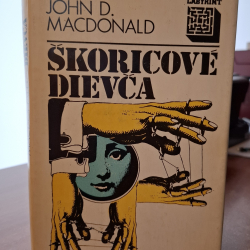 JOHN D.
MACDONALD
LABYRINT
ŠKORICOVÉ
DIEVČA